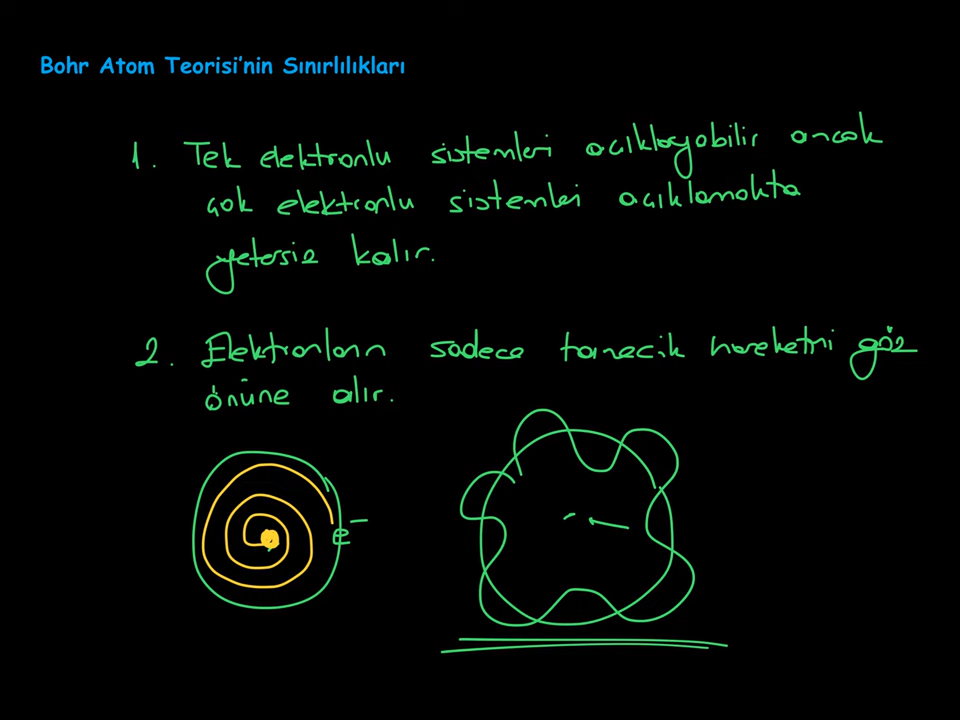 Bohr Atom Teorisi'nin Sınırlılıkları
1. Tek elektronlu sistemleri açıklayabilir ancak
çok elektronlu sistemleri açıklamakta
yetersiz kalır.
2. Elektronların sadece tanecik hareketini göz
önüne alır.
e⁻